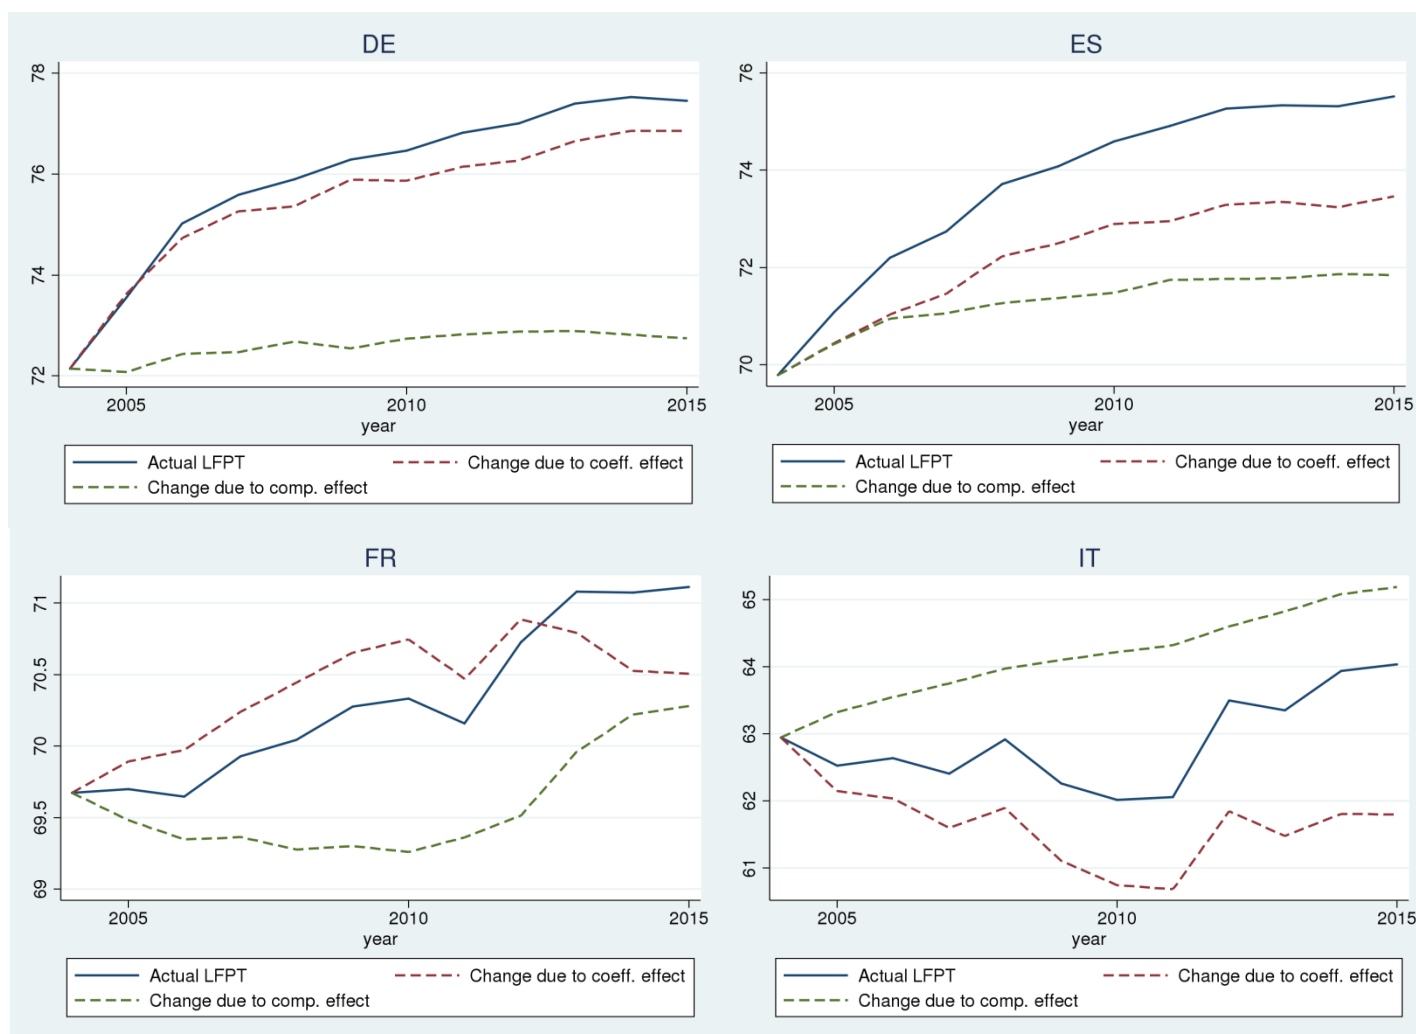 DE
78
76
74
72
2005 2010 2015
year
Actual LFPT Change due to coeff. effect
Change due to comp. effect
ES
76
74
72
70
2005 2010 2015
year
Actual LFPT Change due to coeff. effect
Change due to comp. effect
FR
71
70.5
70
69.5
69
2005 2010 2015
year
Actual LFPT Change due to coeff. effect
Change due to comp. effect
IT
65
64
63
62
61
2005 2010 2015
year
Actual LFPT Change due to coeff. effect
Change due to comp. effect